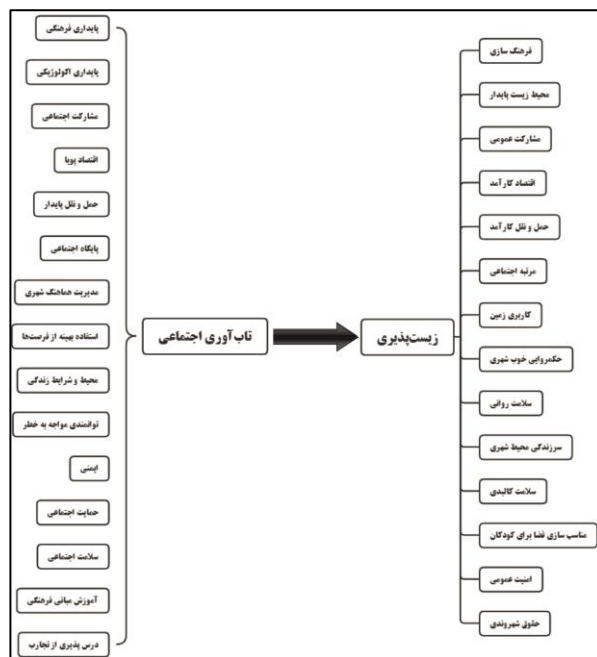 فرهنگ سازی
محیط زیست پایدار
مشارکت عمومی
اقتصاد کارآمد
حمل و نقل کارآمد
مرتبه اجتماعی
کاربری زمین
حکمروایی خوب شهری
سلامت روانی
سرزندگی محیط شهری
سلامت کالبدی
مناسب سازی فضا برای کودکان
امنیت عمومی
حقوق شهروندی
زیست‌پذیری
تاب‌آوری اجتماعی
پایداری فرهنگی
پایداری اکولوژیکی
مشارکت اجتماعی
اقتصاد پویا
حمل و نقل پایدار
پایگاه اجتماعی
مدیریت هماهنگ شهری
استفاده بهینه از فرصت‌ها
محیط و شرایط زندگی
توانمندی مواجه به خطر
ایمنی
حمایت اجتماعی
سلامت اجتماعی
آموزش مبانی فرهنگی
درس پذیری از تجارب